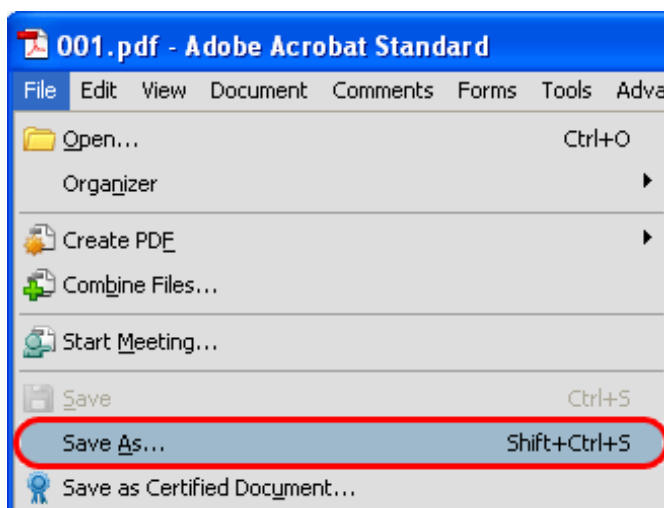 001.pdf - Adobe Acrobat Standard
File Edit View Document Comments Forms Tools Adva
Open... Ctrl+O
Organizer
Create PDF
Combine Files...
Start Meeting...
Save Ctrl+S
Save As... Shift+Ctrl+S
Save as Certified Document...